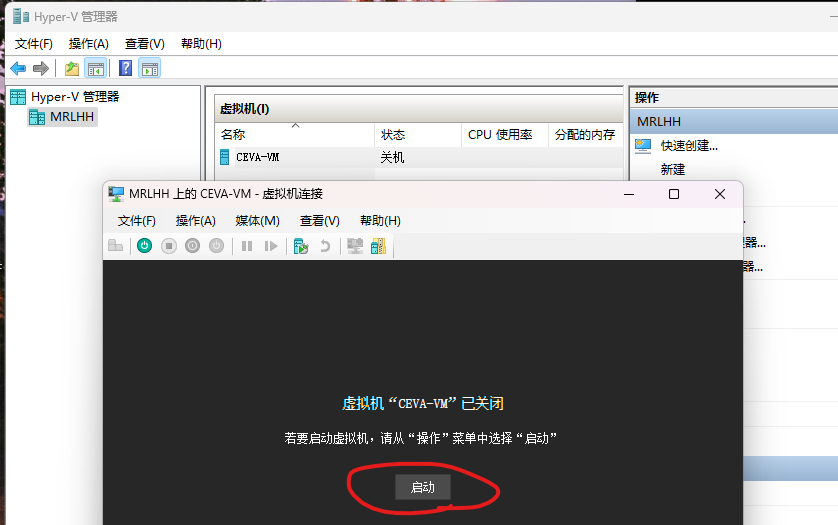 Hyper-V 管理器
文件(F) 操作(A) 查看(V) 帮助(H)
Hyper-V 管理器
MRLHH
虚拟机(I)
名称 状态 CPU 使用率 分配的内存
CEVA-VM 关机
操作
MRLHH
快速创建...
新建
器...
器...
MRLHH 上的 CEVA-VM - 虚拟机连接
文件(F) 操作(A) 媒体(M) 查看(V) 帮助(H)
虚拟机“CEVA-VM”已关闭
若要启动虚拟机，请从“操作”菜单中选择“启动”
启动